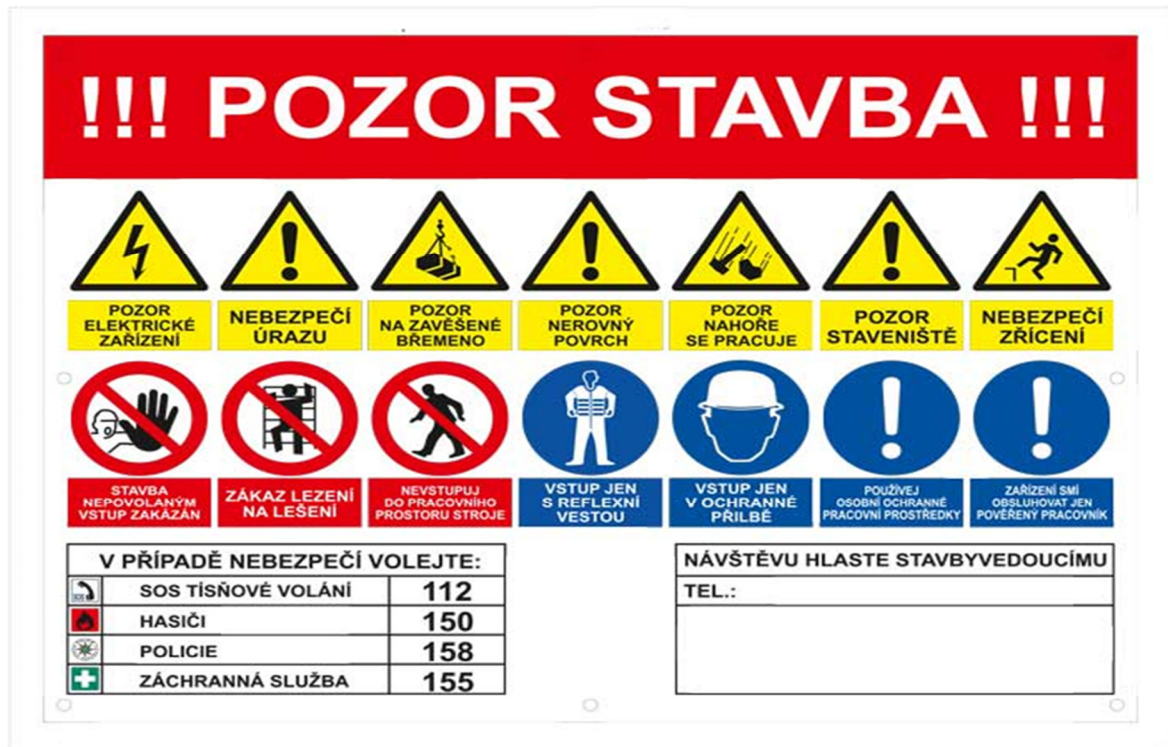 !!! POZOR STAVBA !!!
POZOR
ELEKTRICKÉ
ZAŘÍZENÍ
NEBEZPEČÍ
ÚRAZU
POZOR
NA ZAVĚŠENÉ
BŘEMENO
POZOR
NEROVNÝ
POVRCH
POZOR
NAHOŘE
SE PRACUJE
POZOR
STAVENIŠTĚ
NEBEZPEČÍ
ZŘÍCENÍ
STAVBA
NEPOVOLANÝM
VSTUP ZAKÁZÁN
ZÁKAZ LEZENÍ
NA LEŠENÍ
NEVSTUPUJ
DO PRACOVNÍHO
PROSTORU STROJE
VSTUP JEN
S REFLEXNÍ
VESTOU
VSTUP JEN
V OCHRANNÉ
PŘILBĚ
POUŽÍVEJ
OSOBNÍ OCHRANNÉ
PRACOVNÍ PROSTŘEDKY
ZAŘÍZENÍ SMÍ
OBSLUHOVAT JEN
POVĚŘENÝ PRACOVNÍK
V PŘÍPADĚ NEBEZPEČÍ VOLEJTE:
SOS
SOS TÍSŇOVÉ VOLÁNÍ 112
HASIČI 150
POLICIE 158
ZÁCHRANNÁ SLUŽBA 155
NÁVŠTĚVU HLASTE STAVBYVEDOUCÍMU
TEL.: